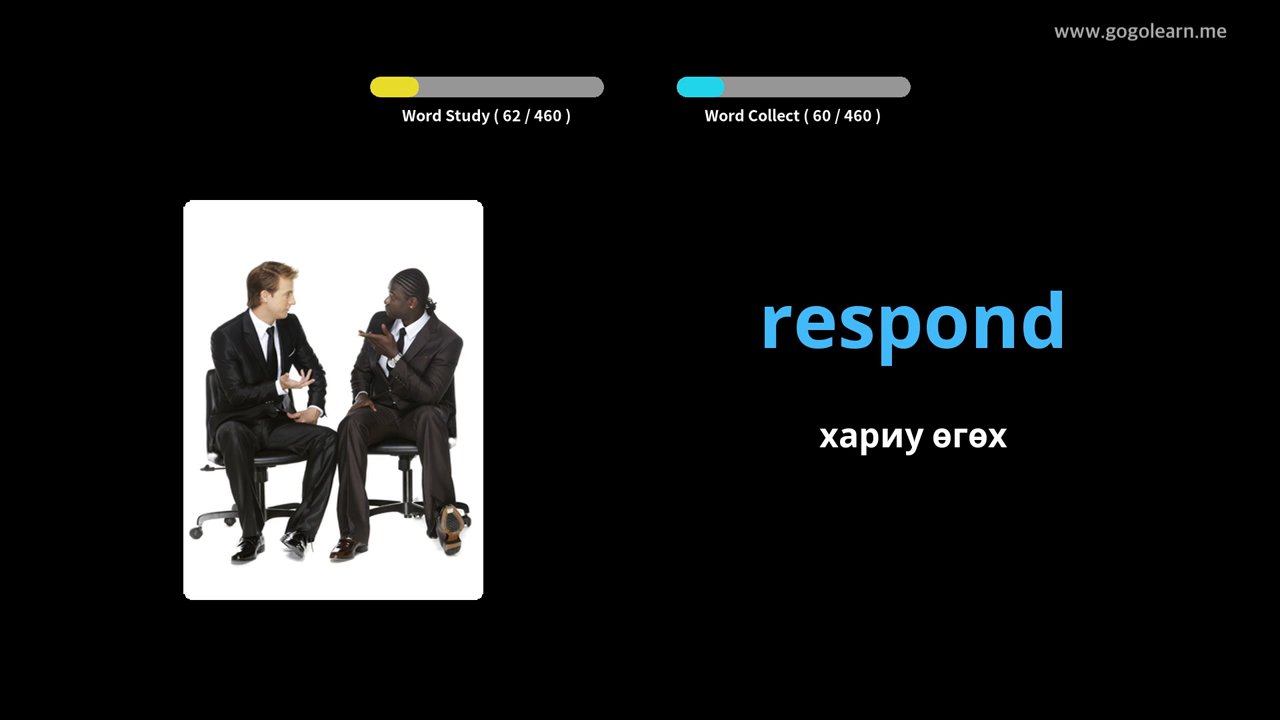 www.gogolearn.me
Word Study ( 62 / 460 )
Word Collect ( 60 / 460 )
respond
хариу өгөх